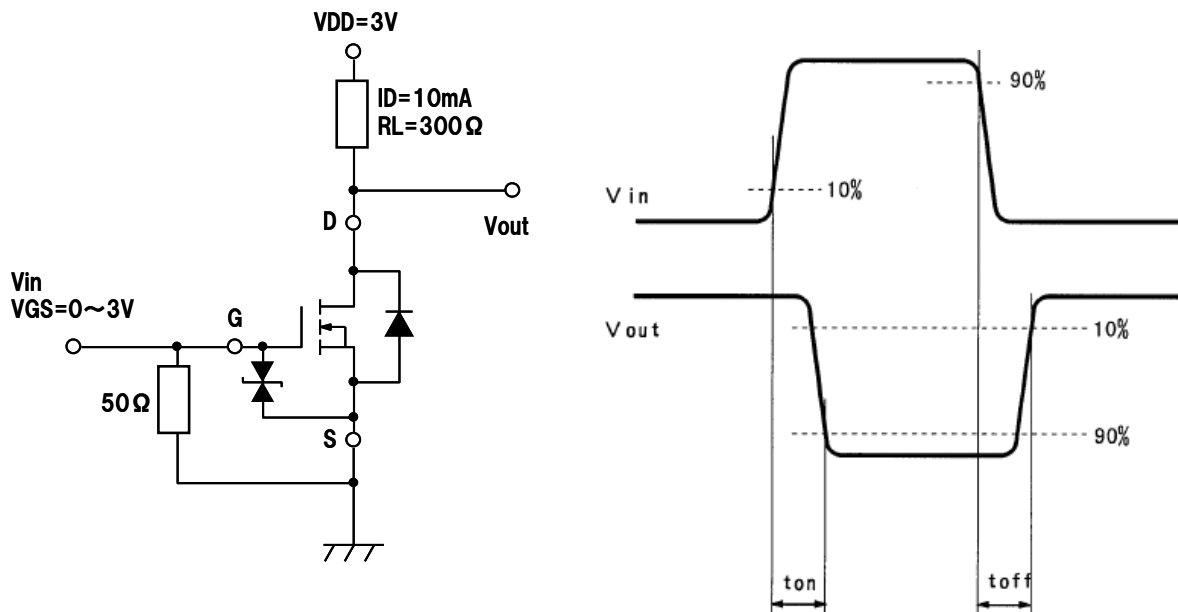 VDD=3V
ID=10mA
RL=300Ω
D
Vout
Vin
VGS=0～3V
G
50Ω
S
90%
10%
Vin
Vout
10%
90%
ton
toff